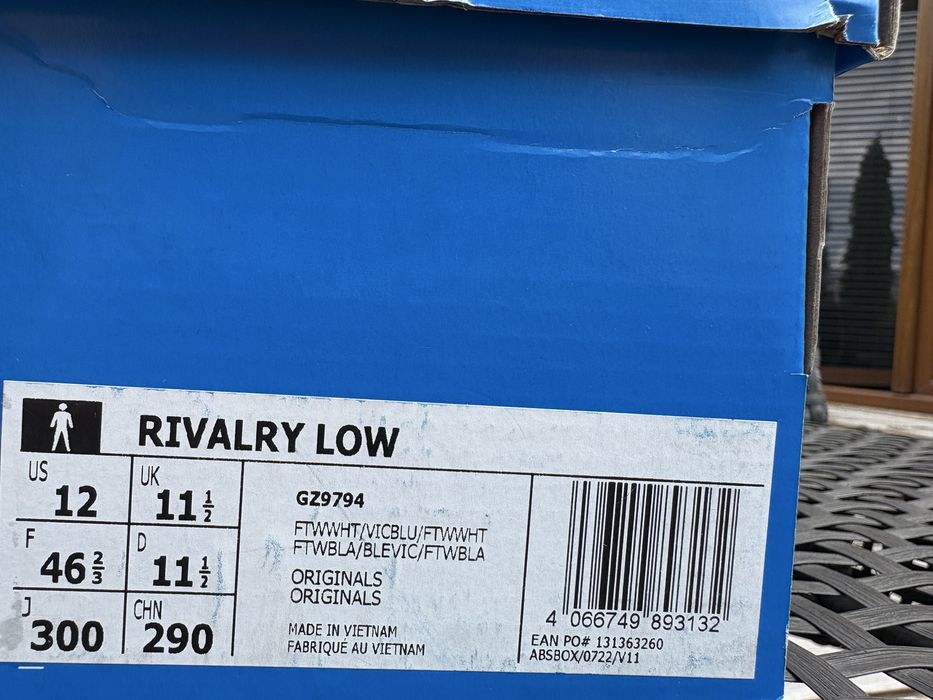 RIVALRY LOW
US 12
UK 11 1/2
F 46 2/3
D 11 1/2
J 300
CHN 290
GZ9794
FTWWHT/VICBLU/FTWWHT
FTWBLA/BLEVIC/FTWBLA
ORIGINALS
ORIGINALS
MADE IN VIETNAM
FABRIQUÉ AU VIETNAM
4 066749 893132
EAN PO# 131363260
ABSBOX/0722/V11